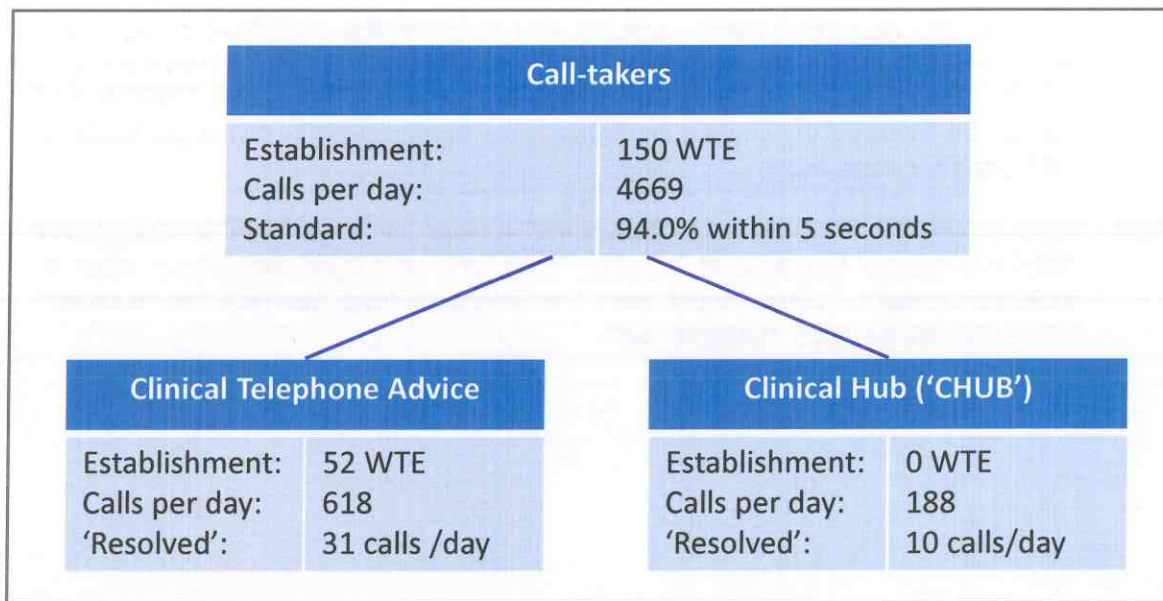 Call-takers
Establishment: 150 WTE
Calls per day: 4669
Standard: 94.0% within 5 seconds
Clinical Telephone Advice
Establishment: 52 WTE
Calls per day: 618
‘Resolved’: 31 calls /day
Clinical Hub (‘CHUB’)
Establishment: 0 WTE
Calls per day: 188
‘Resolved’: 10 calls/day